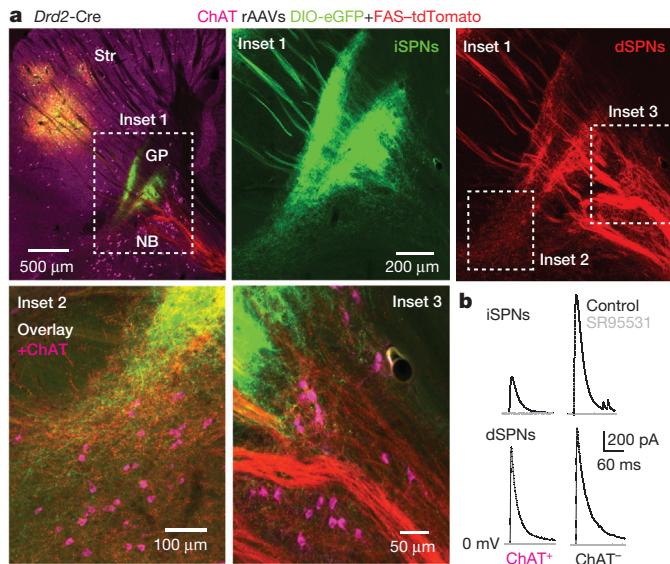 a Drd2-Cre ChAT rAAVs DIO-eGFP+FAS–tdTomato
Str
Inset 1
GP
NB
500 μm
Inset 1 iSPNs
200 μm
Inset 1 dSPNs
Inset 3
Inset 2
Inset 2
Overlay
+ChAT
100 μm
Inset 3
50 μm
b
Control
iSPNs SR95531
dSPNs
200 pA
60 ms
0 mV
ChAT+ ChAT−